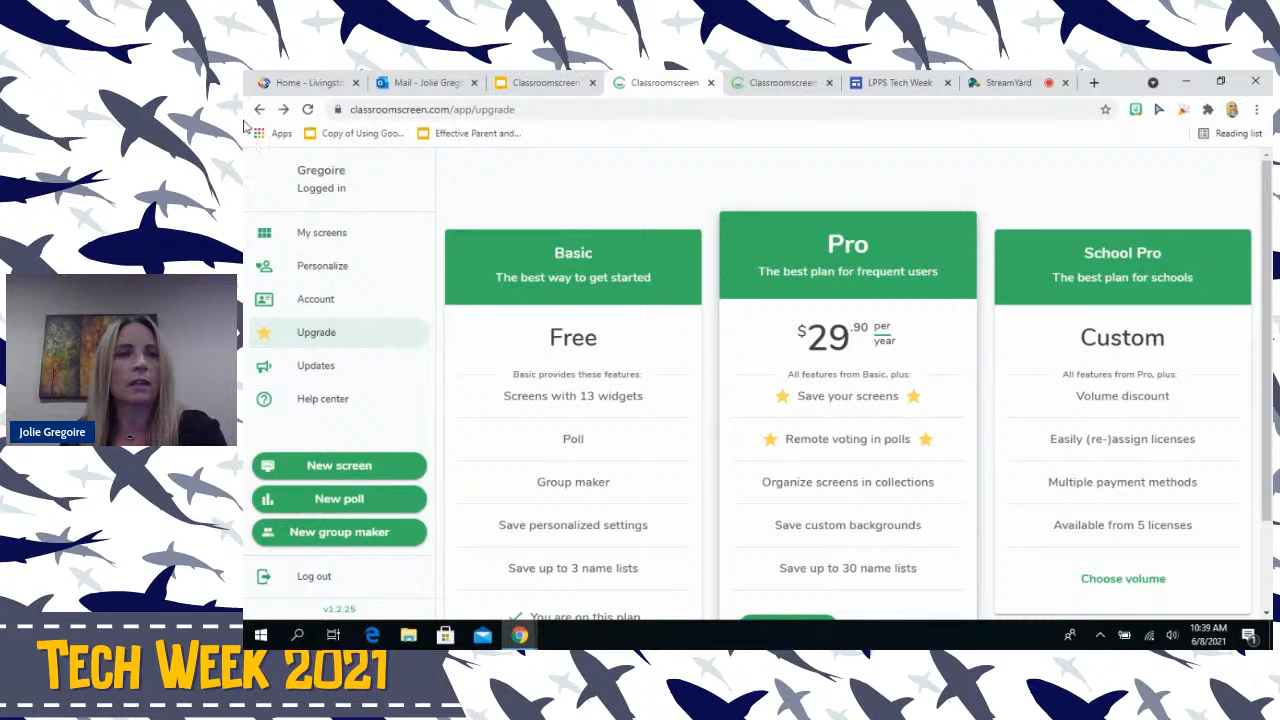 Home - Livingsto
Mail - Jolie Greg
Classroomscreen
Classroomscreen
Classroomscreen
LPPS Tech Week
StreamYard
classroomscreen.com/app/upgrade
Apps
Copy of Using Goo...
Effective Parent and...
Reading list
Gregoire
Logged in
My screens
Personalize
Account
Upgrade
Updates
Help center
New screen
New poll
New group maker
Log out
v1.2.25
Basic
The best way to get started
Free
Basic provides these features:
Screens with 13 widgets
Poll
Group maker
Save personalized settings
Save up to 3 name lists
You are on this plan
Pro
The best plan for frequent users
$29.90 per year
All features from Basic, plus:
Save your screens
Remote voting in polls
Organize screens in collections
Save custom backgrounds
Save up to 30 name lists
School Pro
The best plan for schools
Custom
All features from Pro, plus:
Volume discount
Easily (re-)assign licenses
Multiple payment methods
Available from 5 licenses
Choose volume
10:39 AM
6/8/2021
Jolie Gregoire
TECH WEEK 2021